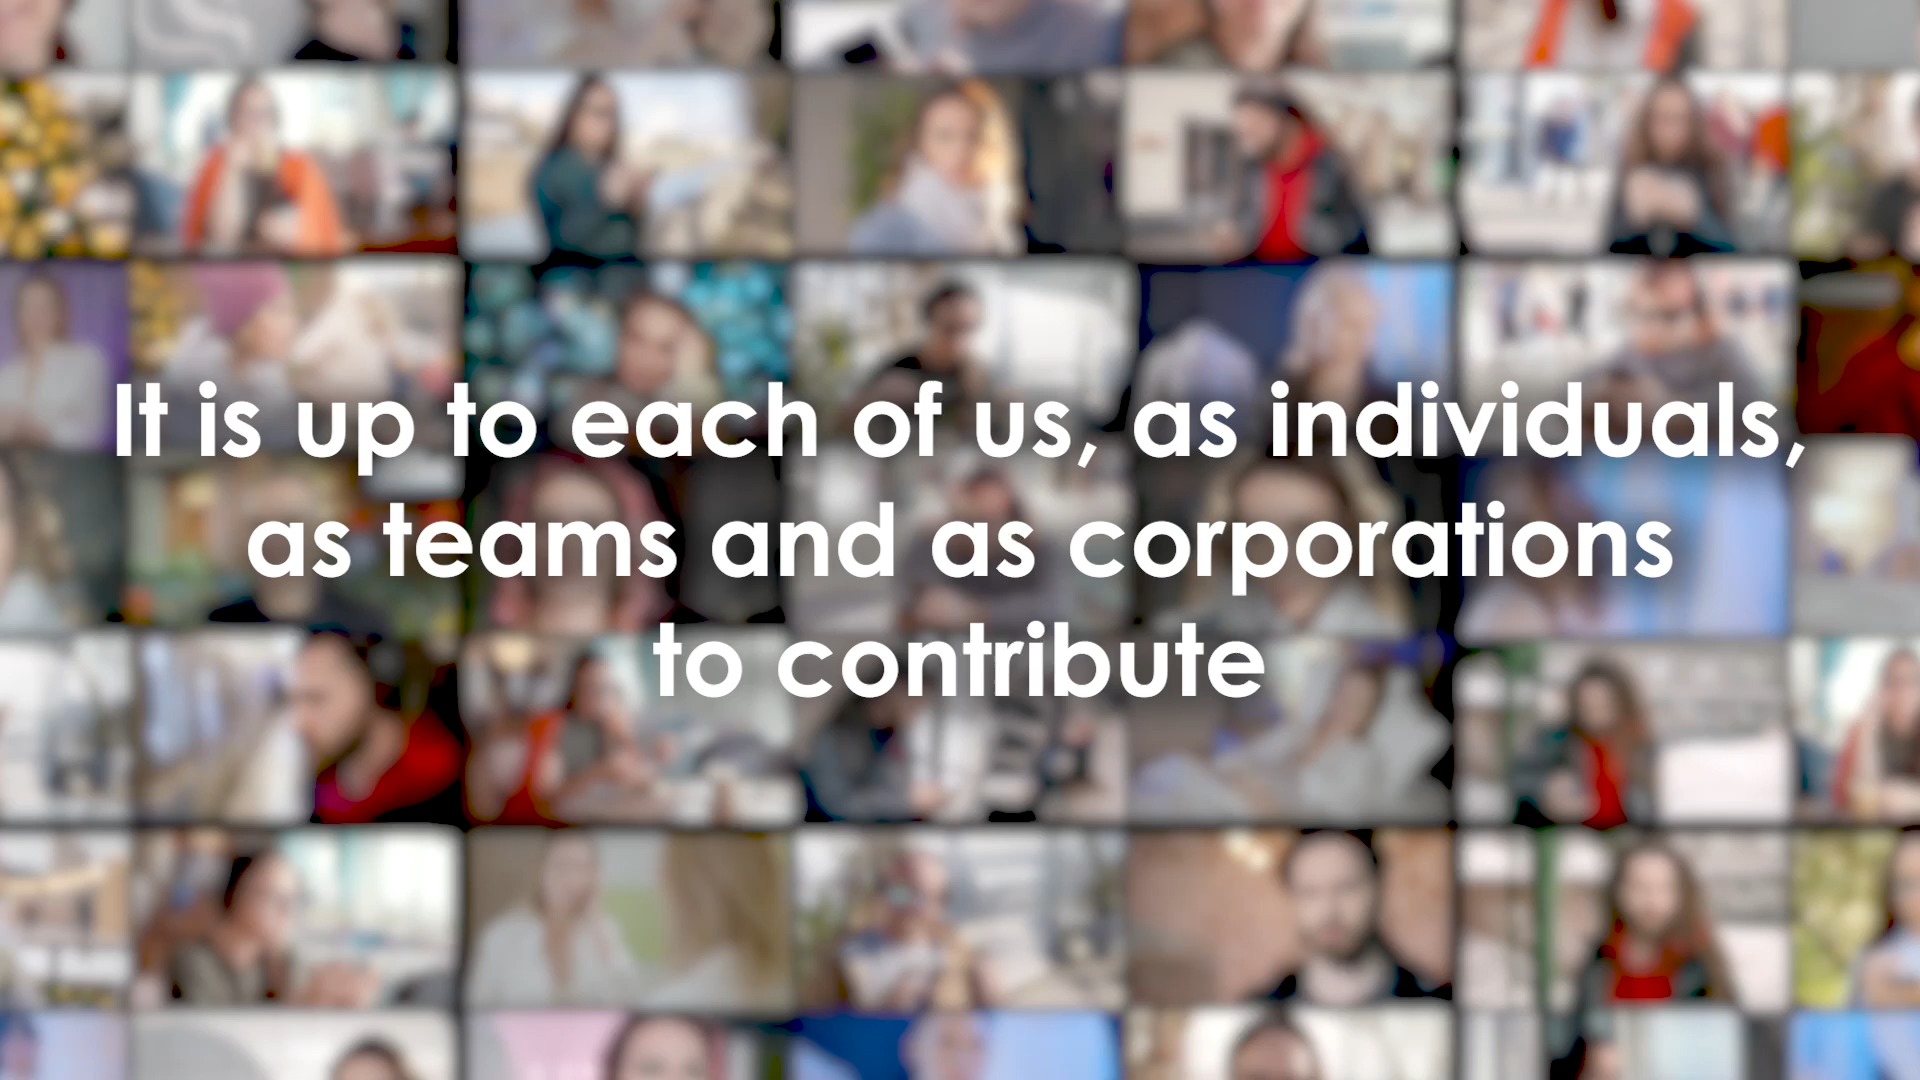 It is up to each of us, as individuals,
as teams and as corporations
to contribute